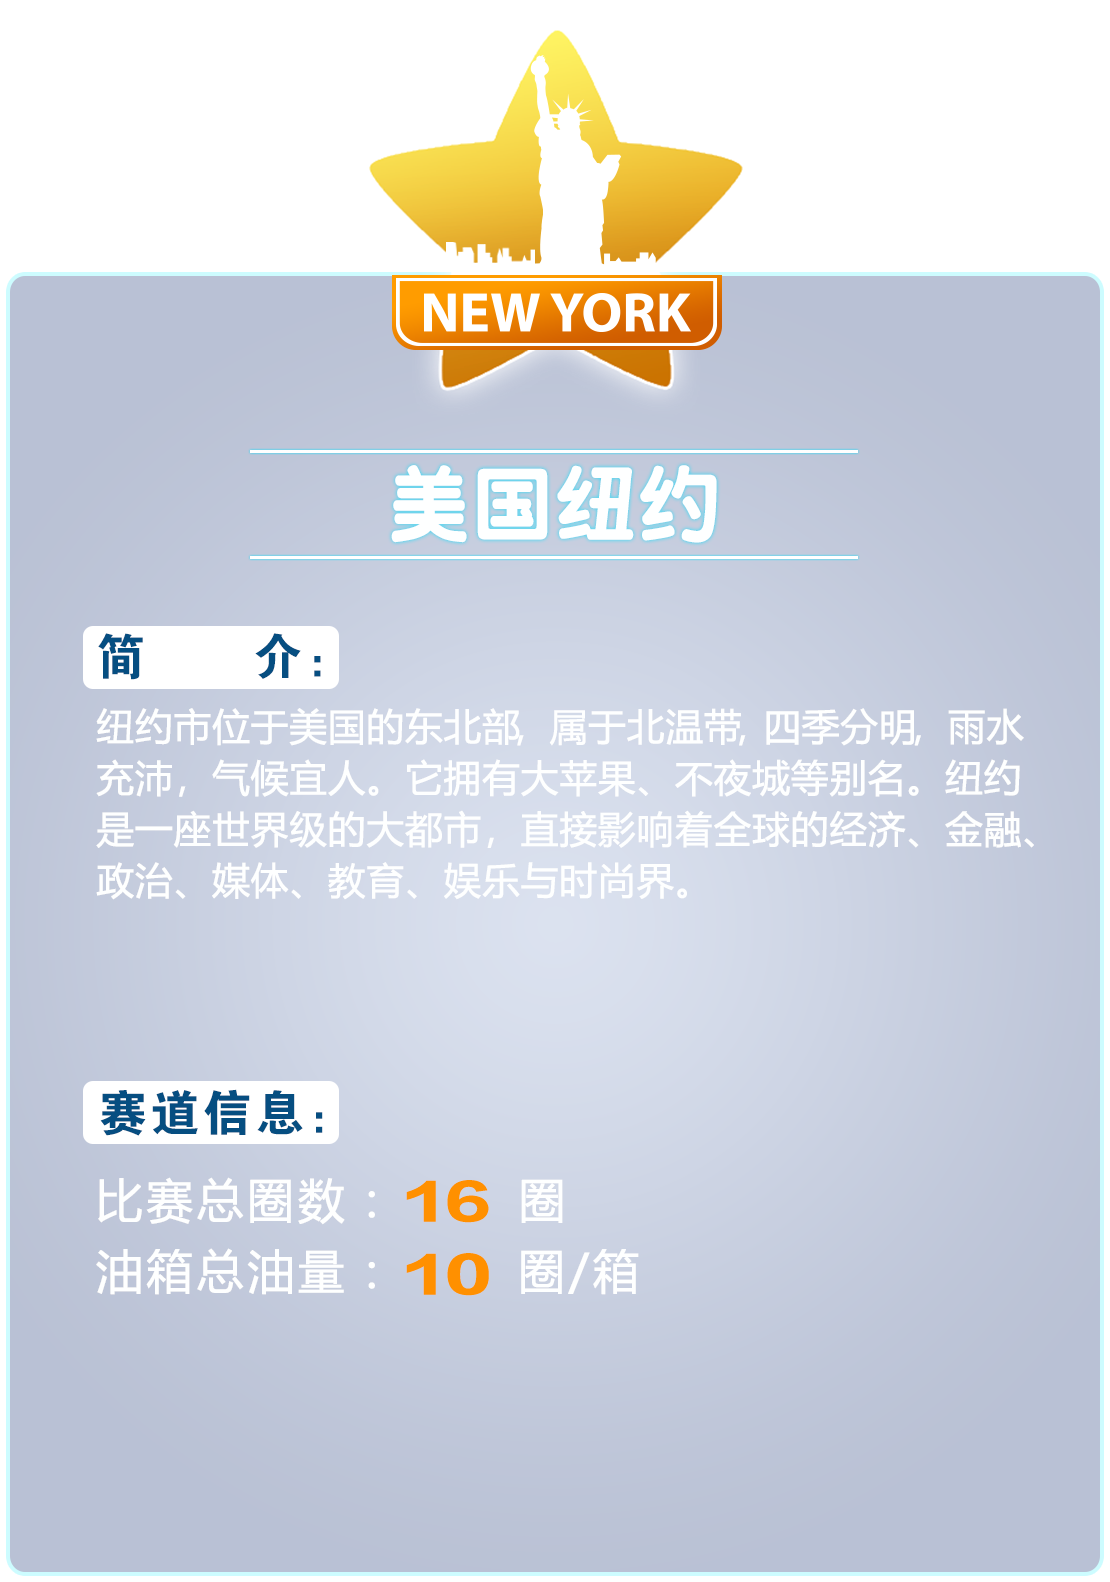 NEW YORK
美国纽约
简 介：
纽约市位于美国的东北部, 属于北温带, 四季分明, 雨水
充沛，气候宜人。它拥有大苹果、不夜城等别名。纽约
是一座世界级的大都市，直接影响着全球的经济、金融、
政治、媒体、教育、娱乐与时尚界。
赛道信息：
比赛总圈数：16 圈
油箱总油量：10 圈/箱